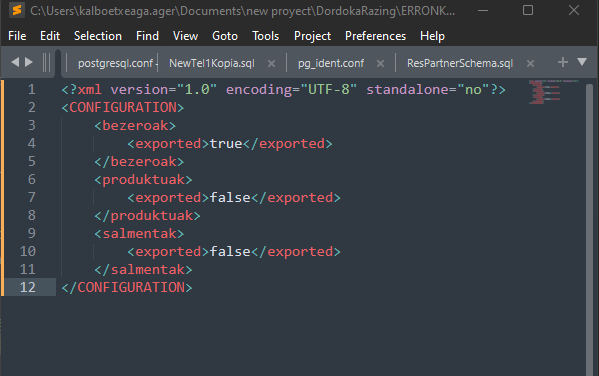 C:\Users\kalboetxeaga.ager\Documents\new proyect\DordokaRazing\ERRONK...
File Edit Selection Find View Goto Tools Project Preferences Help
postgresql.conf - NewTel1Kopia.sql × pg_ident.conf × ResPartnerSchema.sql × + ▼
1 <?xml version="1.0" encoding="UTF-8" standalone="no"?>
2 <CONFIGURATION>
3 <bezeroak>
4 <exported>true</exported>
5 </bezeroak>
6 <produktuak>
7 <exported>false</exported>
8 </produktuak>
9 <salmentak>
10 <exported>false</exported>
11 </salmentak>
12 </CONFIGURATION>